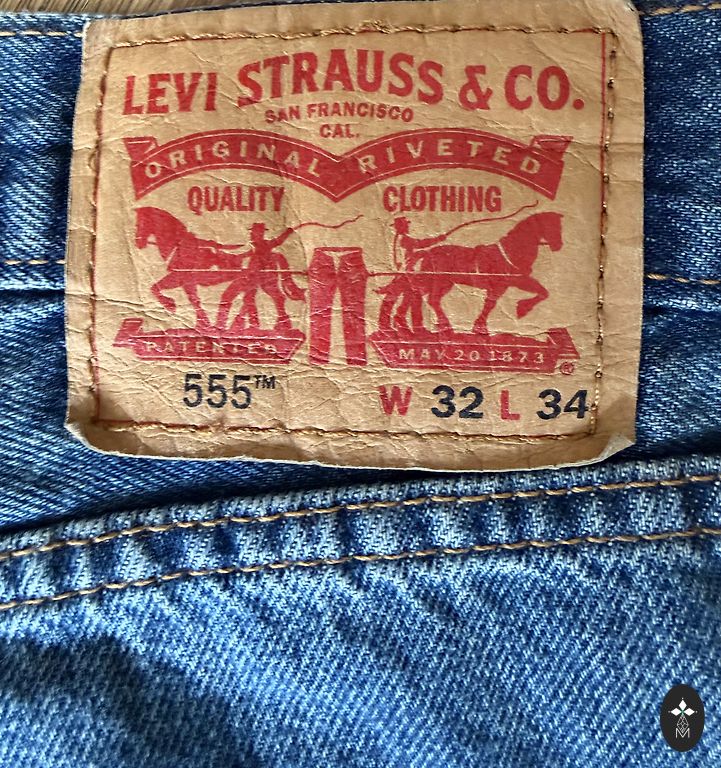 LEVI STRAUSS & CO.
SAN FRANCISCO
CAL.
ORIGINAL RIVETED
QUALITY CLOTHING
PATENTED MAY 20 1873
®
555™ W 32 L 34
M